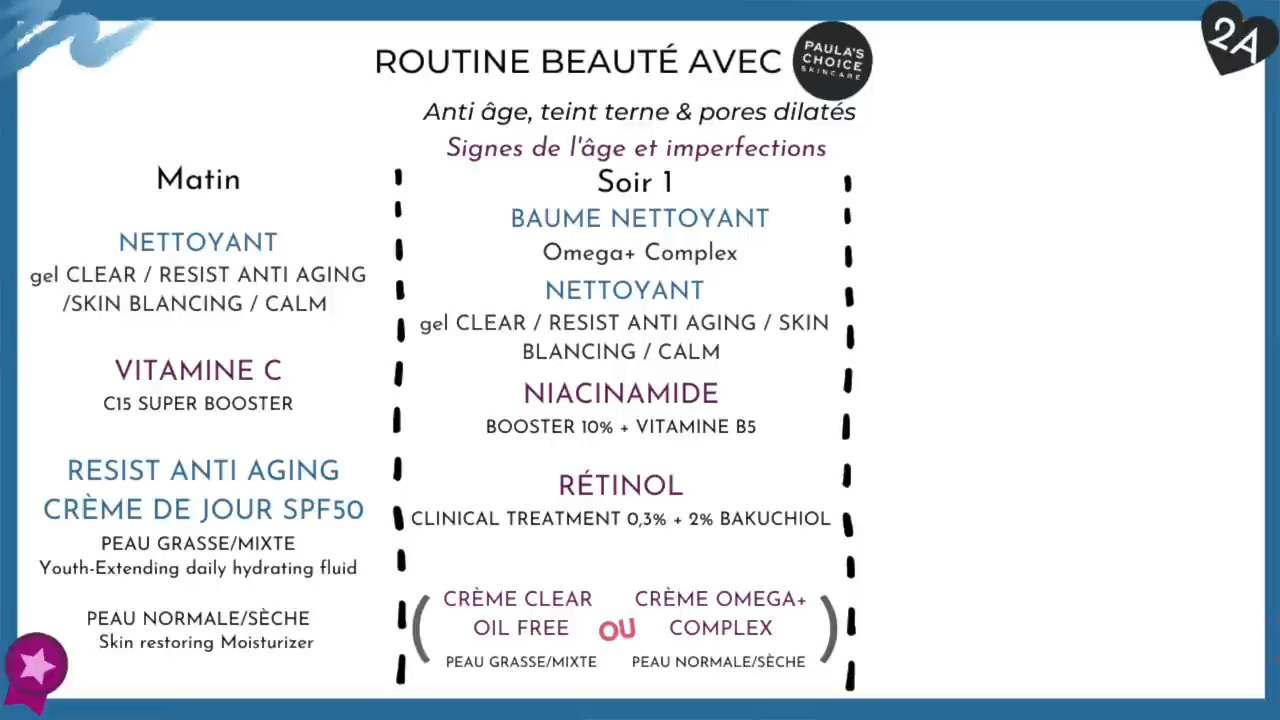 ROUTINE BEAUTÉ AVEC
PAULA'S
CHOICE
SKINCARE
2A
Anti âge, teint terne & pores dilatés
Signes de l'âge et imperfections
Matin
NETTOYANT
gel CLEAR / RESIST ANTI AGING
/SKIN BLANCING / CALM
VITAMINE C
C15 SUPER BOOSTER
RESIST ANTI AGING
CRÈME DE JOUR SPF50
PEAU GRASSE/MIXTE
Youth-Extending daily hydrating fluid
PEAU NORMALE/SÈCHE
Skin restoring Moisturizer
Soir 1
BAUME NETTOYANT
Omega+ Complex
NETTOYANT
gel CLEAR / RESIST ANTI AGING / SKIN
BLANCING / CALM
NIACINAMIDE
BOOSTER 10% + VITAMINE B5
RÉTINOL
CLINICAL TREATMENT 0,3% + 2% BAKUCHIOL
(CRÈME CLEAR
OIL FREE
PEAU GRASSE/MIXTE
OU
CRÈME OMEGA+
COMPLEX
PEAU NORMALE/SÈCHE)